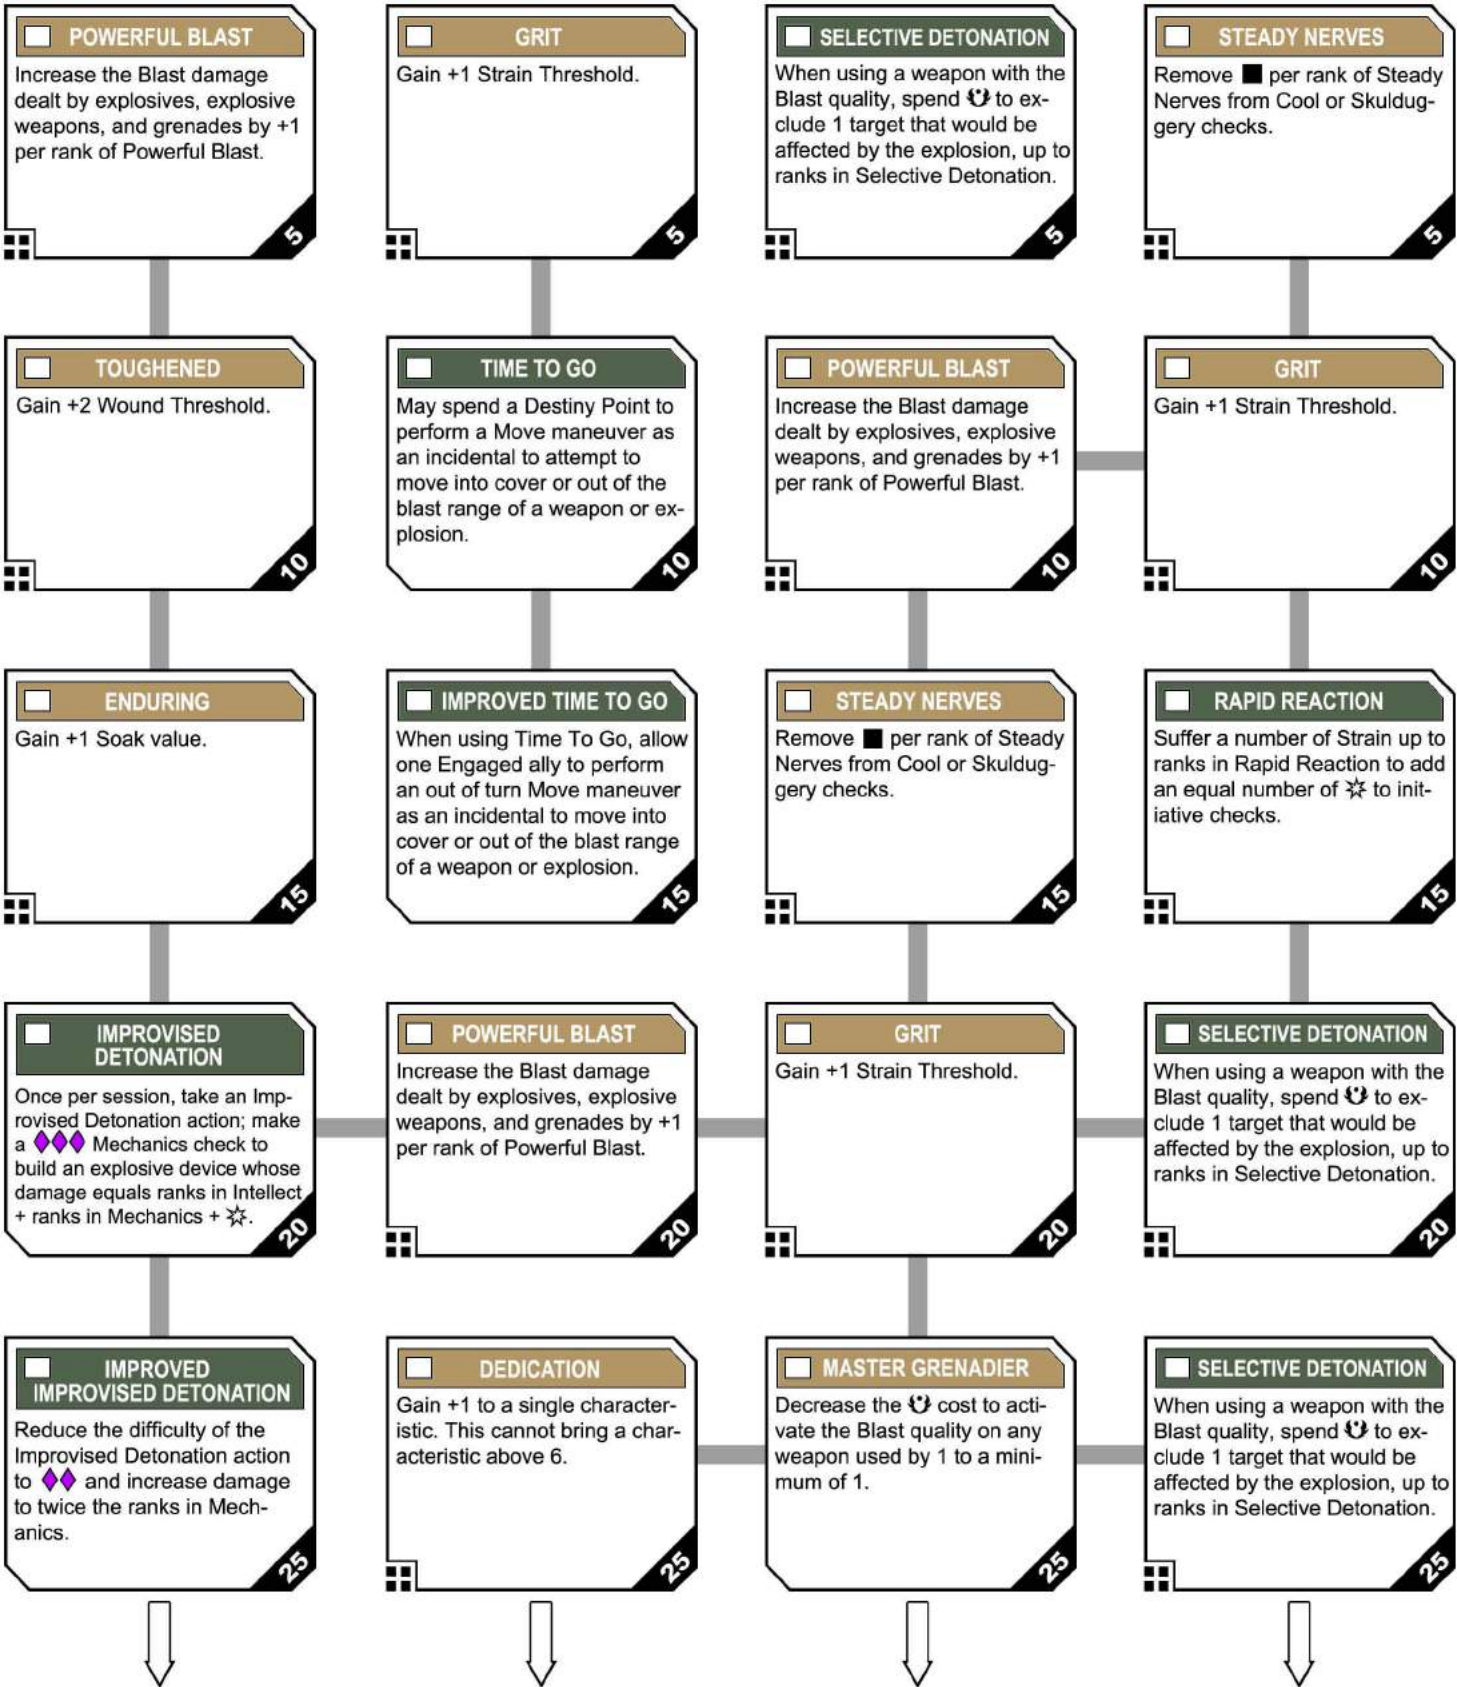 POWERFUL BLAST
Increase the Blast damage
dealt by explosives, explosive
weapons, and grenades by +1
per rank of Powerful Blast.
5
GRIT
Gain +1 Strain Threshold.
5
SELECTIVE DETONATION
When using a weapon with the
Blast quality, spend to ex-
clude 1 target that would be
affected by the explosion, up to
ranks in Selective Detonation.
5
STEADY NERVES
Remove ■ per rank of Steady
Nerves from Cool or Skuldug-
gery checks.
5
TOUGHENED
Gain +2 Wound Threshold.
10
TIME TO GO
May spend a Destiny Point to
perform a Move maneuver as
an incidental to attempt to
move into cover or out of the
blast range of a weapon or ex-
plosion.
10
POWERFUL BLAST
Increase the Blast damage
dealt by explosives, explosive
weapons, and grenades by +1
per rank of Powerful Blast.
10
GRIT
Gain +1 Strain Threshold.
10
ENDURING
Gain +1 Soak value.
15
IMPROVED TIME TO GO
When using Time To Go, allow
one Engaged ally to perform
an out of turn Move maneuver
as an incidental to move into
cover or out of the blast range
of a weapon or explosion.
15
STEADY NERVES
Remove ■ per rank of Steady
Nerves from Cool or Skuldug-
gery checks.
15
RAPID REACTION
Suffer a number of Strain up to
ranks in Rapid Reaction to add
an equal number of to init-
iative checks.
15
IMPROVISED
DETONATION
Once per session, take an Imp-
rovised Detonation action; make
a ♦♦♦ Mechanics check to
build an explosive device whose
damage equals ranks in Intellect
+ ranks in Mechanics + .
20
POWERFUL BLAST
Increase the Blast damage
dealt by explosives, explosive
weapons, and grenades by +1
per rank of Powerful Blast.
20
GRIT
Gain +1 Strain Threshold.
20
SELECTIVE DETONATION
When using a weapon with the
Blast quality, spend to ex-
clude 1 target that would be
affected by the explosion, up to
ranks in Selective Detonation.
20
IMPROVED
IMPROVISED DETONATION
Reduce the difficulty of the
Improvised Detonation action
to ♦♦ and increase damage
to twice the ranks in Mech-
anics.
25
DEDICATION
Gain +1 to a single character-
istic. This cannot bring a char-
acteristic above 6.
25
MASTER GRENADIER
Decrease the cost to acti-
vate the Blast quality on any
weapon used by 1 to a mini-
mum of 1.
25
SELECTIVE DETONATION
When using a weapon with the
Blast quality, spend to ex-
clude 1 target that would be
affected by the explosion, up to
ranks in Selective Detonation.
25